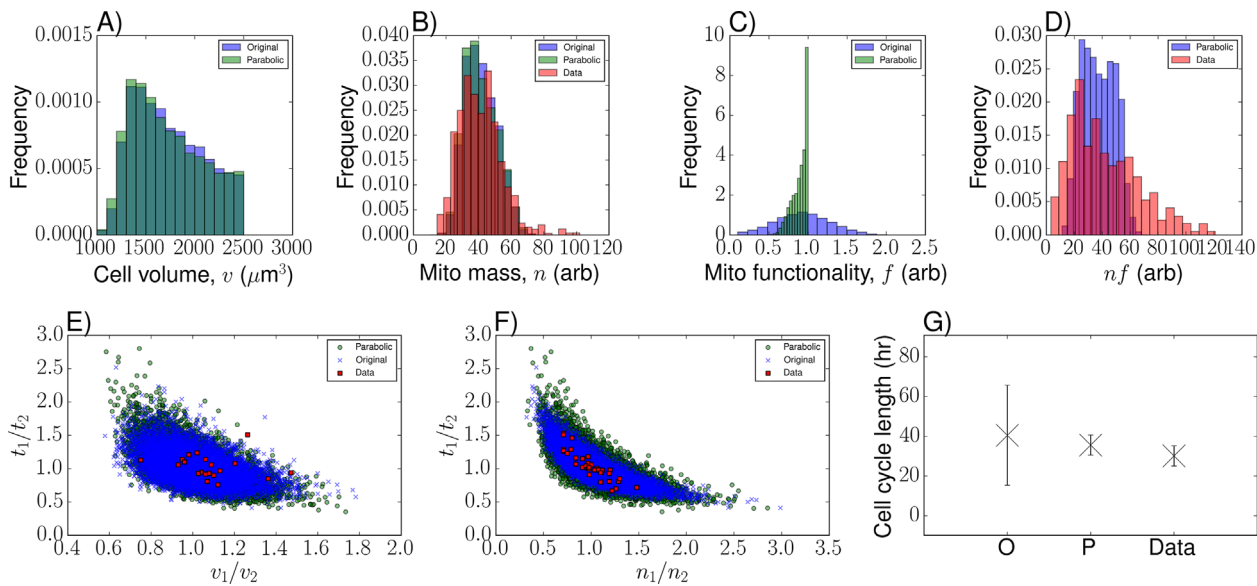 A)
Original
Parabolic
Frequency
0.0015
0.0010
0.0005
0.0000
1000 1500 2000 2500 3000
Cell volume, v (μm³)
B)
Original
Parabolic
Data
Frequency
0.040
0.035
0.030
0.025
0.020
0.015
0.010
0.005
0.000
0 20 40 60 80 100 120
Mito mass, n (arb)
C)
Original
Parabolic
Frequency
10
8
6
4
2
0
0.0 0.5 1.0 1.5 2.0 2.5
Mito functionality, f (arb)
D)
Parabolic
Data
Frequency
0.030
0.025
0.020
0.015
0.010
0.005
0.000
0 20 40 60 80 100 120 140
nf (arb)
E)
Parabolic
Original
Data
t₁/t₂
3.0
2.5
2.0
1.5
1.0
0.5
0.0
0.4 0.6 0.8 1.0 1.2 1.4 1.6 1.8 2.0
v₁/v₂
F)
Parabolic
Original
Data
t₁/t₂
3.0
2.5
2.0
1.5
1.0
0.5
0.0
0.0 0.5 1.0 1.5 2.0 2.5 3.0 3.5
n₁/n₂
G)
Cell cycle length (hr)
80
60
40
20
0
O P Data